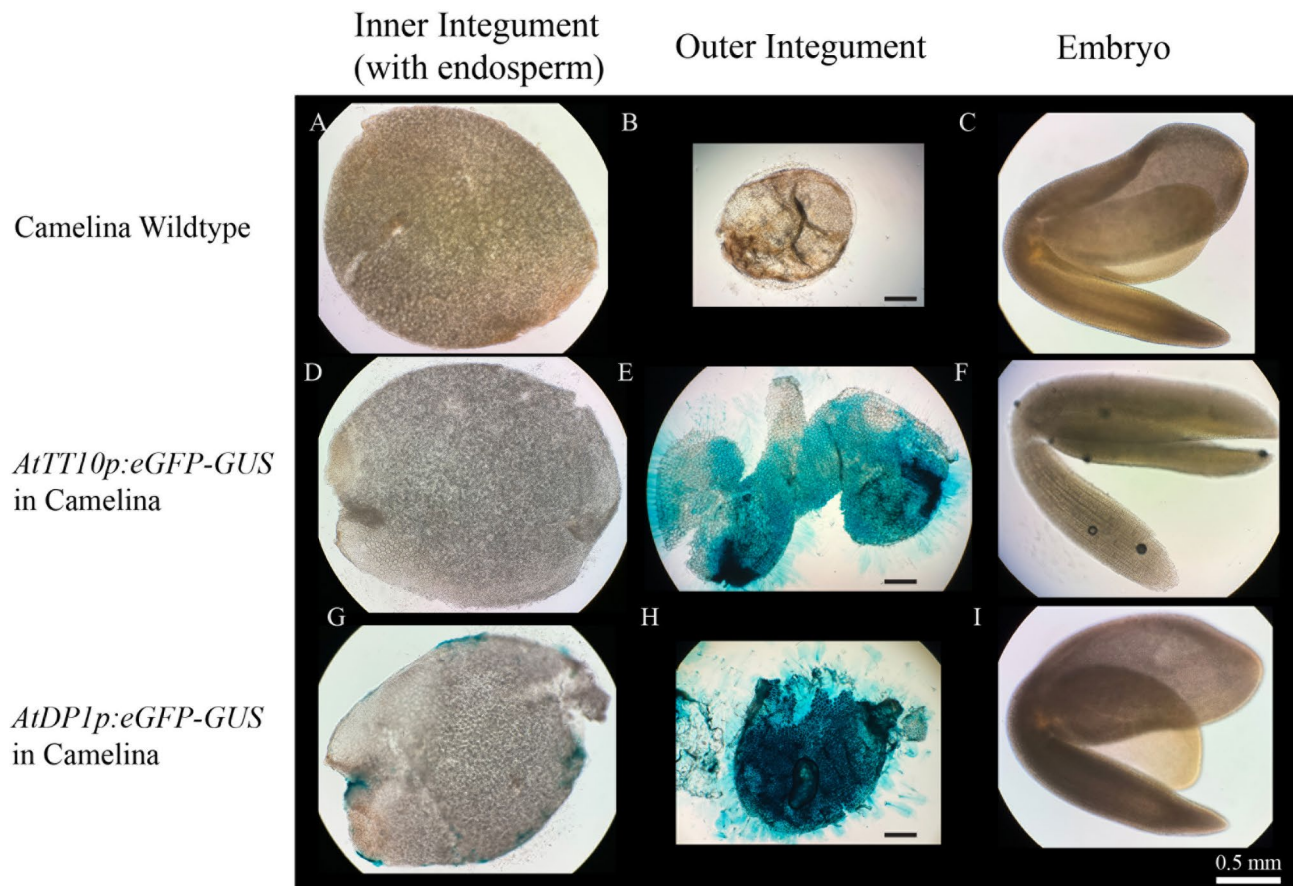 Inner Integument
(with endosperm)
Outer Integument
Embryo
Camelina Wildtype
A
B
C
AtTT10p:eGFP-GUS
in Camelina
D
E
F
AtDP1p:eGFP-GUS
in Camelina
G
H
I
0.5 mm